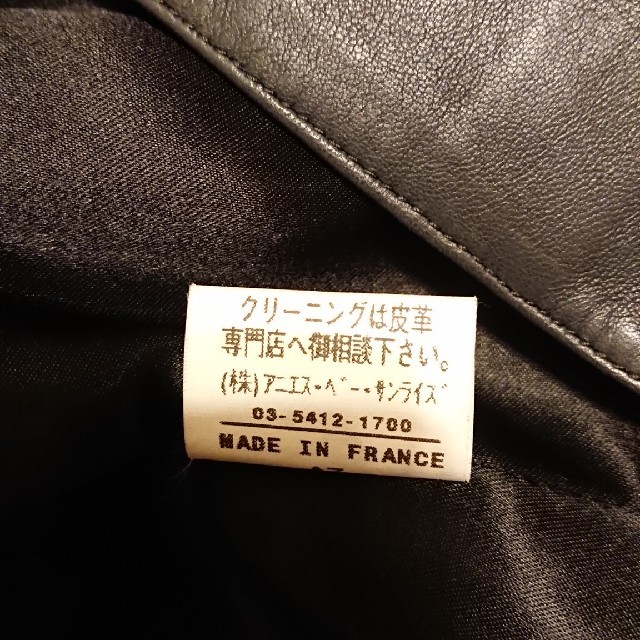 クリーニングは皮革
専門店へ御相談下さい。
(株)アニエス・ベー・サンライズ
03-5412-1700
MADE IN FRANCE